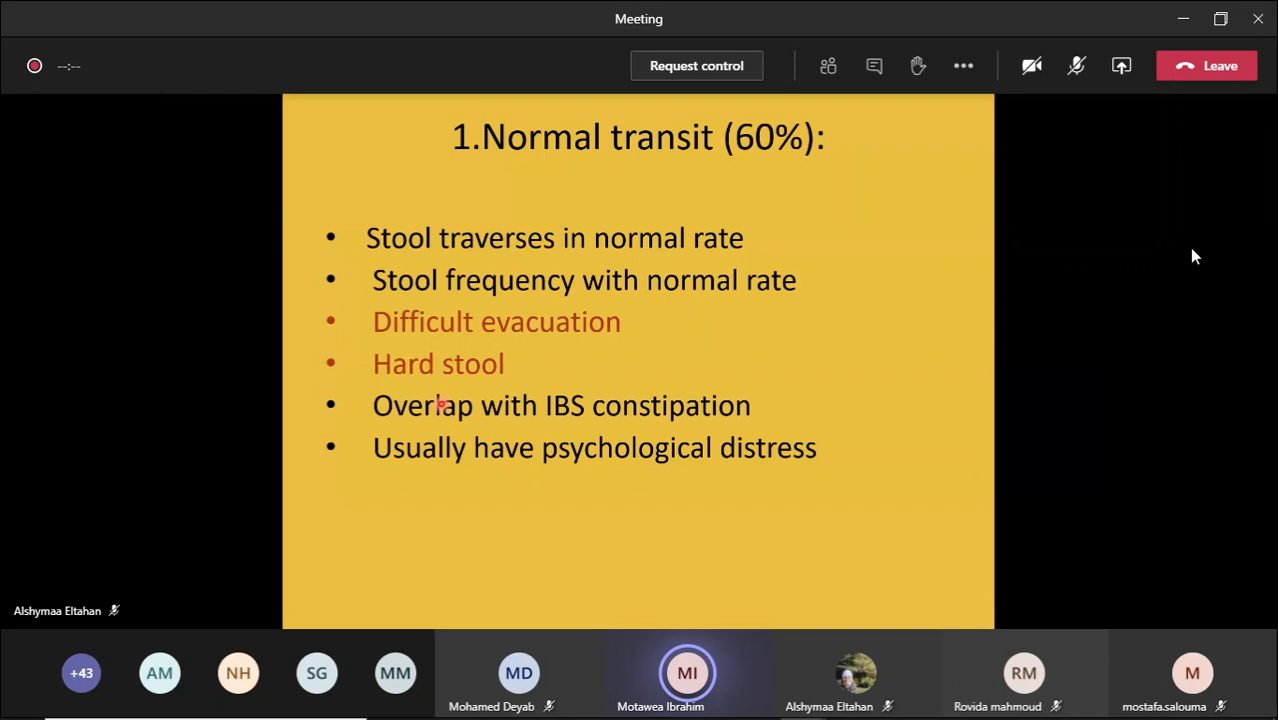 Meeting
--:--
Request control
Leave
1.Normal transit (60%):
• Stool traverses in normal rate
• Stool frequency with normal rate
• Difficult evacuation
• Hard stool
• Overlap with IBS constipation
• Usually have psychological distress
Alshymaa Eltahan
+43
AM
NH
SG
MM
MD
MI
RM
M
Mohamed Deyab
Motawea Ibrahim
Alshymaa Eltahan
Rovida mahmoud
mostafa.salouma